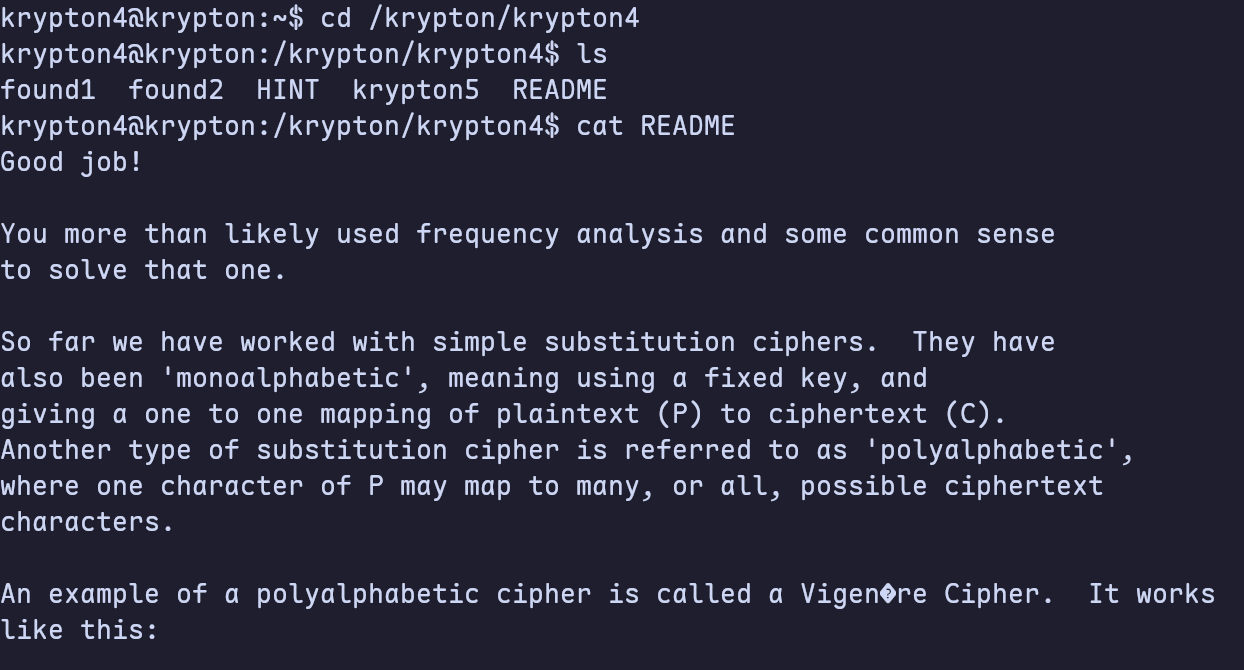 krypton4@krypton:~$ cd /krypton/krypton4
krypton4@krypton:/krypton/krypton4$ ls
found1  found2  HINT  krypton5  README
krypton4@krypton:/krypton/krypton4$ cat README
Good job!
You more than likely used frequency analysis and some common sense
to solve that one.
So far we have worked with simple substitution ciphers.  They have
also been 'monoalphabetic', meaning using a fixed key, and
giving a one to one mapping of plaintext (P) to ciphertext (C).
Another type of substitution cipher is referred to as 'polyalphabetic',
where one character of P may map to many, or all, possible ciphertext
characters.
An example of a polyalphabetic cipher is called a Vigen�re Cipher.  It works
like this: